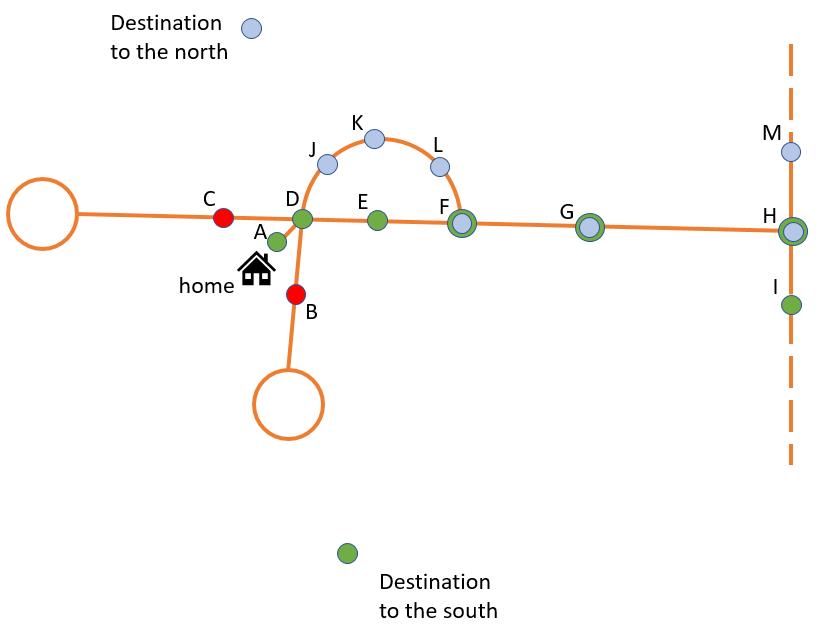 Destination
to the north
M
K
L
J
C
D
E
F
G
H
A
home
I
B
Destination
to the south